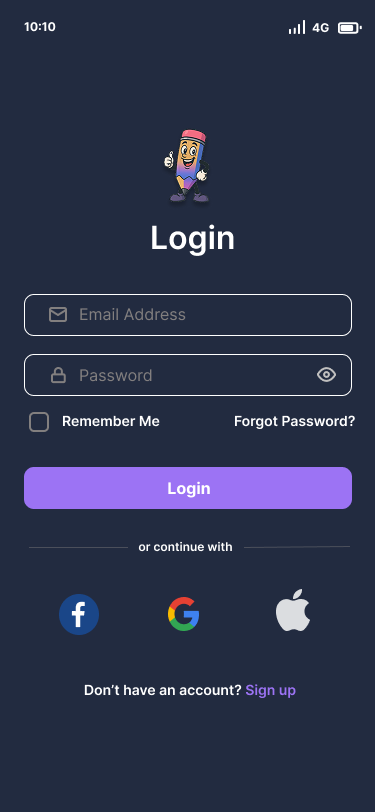 10:10 4G
Login
Email Address
Password
Remember Me Forgot Password?
Login
or continue with
Don’t have an account? Sign up